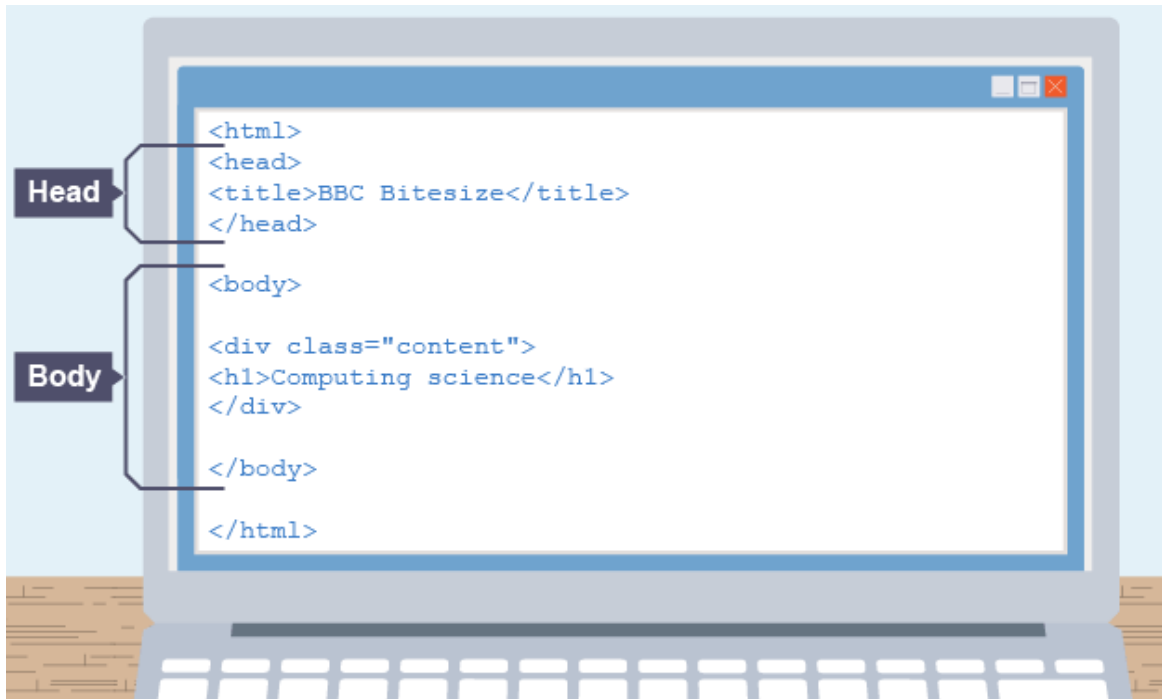 <html>
<head>
Head
<title>BBC Bitesize</title>
</head>
<body>
<div class="content">
Body
<h1>Computing science</h1>
</div>
</body>
</html>